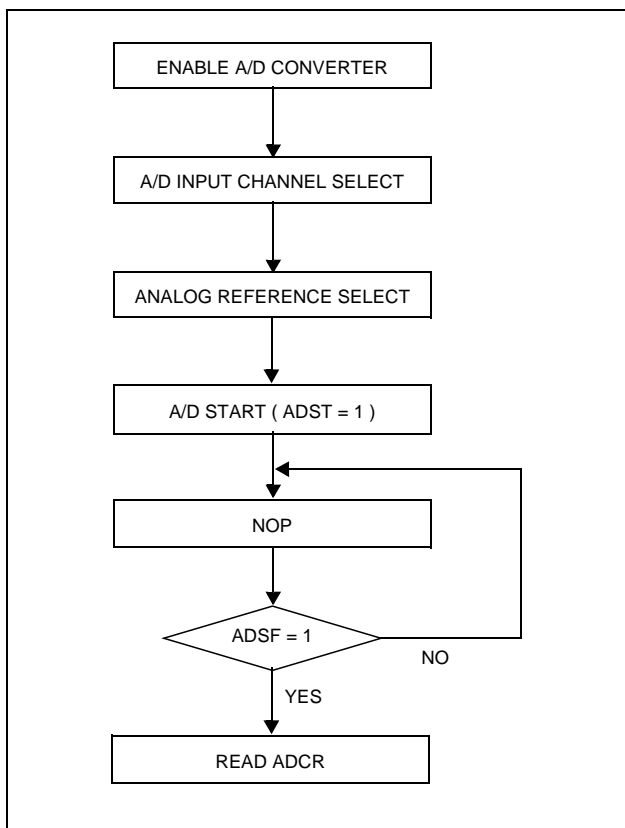 ENABLE A/D CONVERTER
A/D INPUT CHANNEL SELECT
ANALOG REFERENCE SELECT
A/D START ( ADST = 1 )
NOP
ADSF = 1
NO
YES
READ ADCR